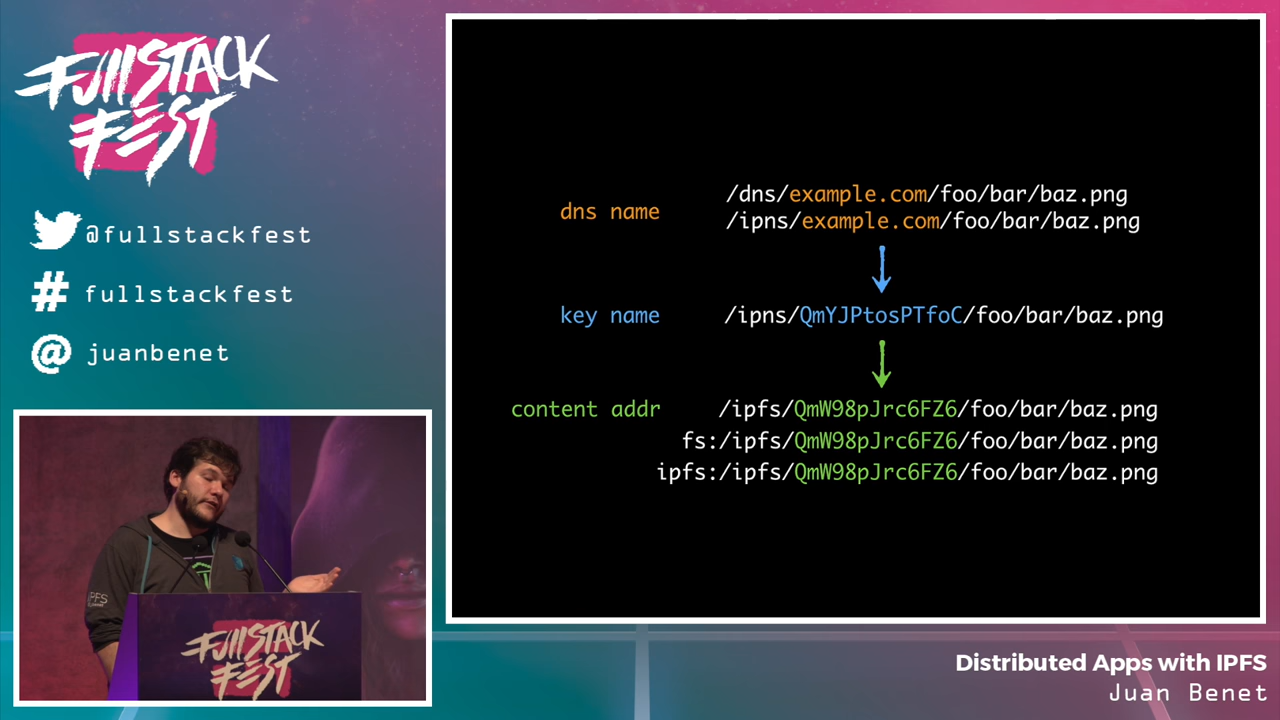 FullSTACK
FEST
@fullstackfest
# fullstackfest
@ juanbenet
dns name
/dns/example.com/foo/bar/baz.png
/ipns/example.com/foo/bar/baz.png
key name
/ipns/QmYJPtosPTfoC/foo/bar/baz.png
content addr
/ipfs/QmW98pJrc6FZ6/foo/bar/baz.png
fs:/ipfs/QmW98pJrc6FZ6/foo/bar/baz.png
ipfs:/ipfs/QmW98pJrc6FZ6/foo/bar/baz.png
IPFS
FullSTACK
FEST
Distributed Apps with IPFS
Juan Benet